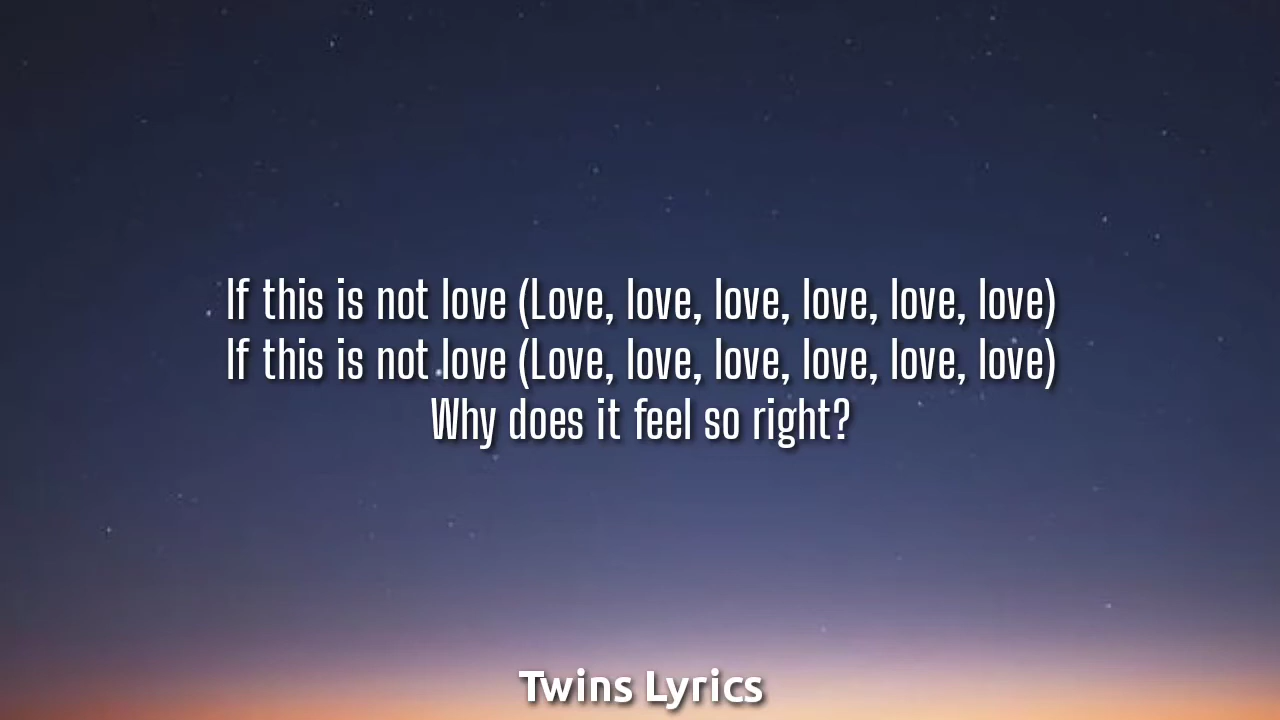 If this is not love (Love, love, love, love, love, love)
If this is not love (Love, love, love, love, love, love)
Why does it feel so right?
Twins Lyrics